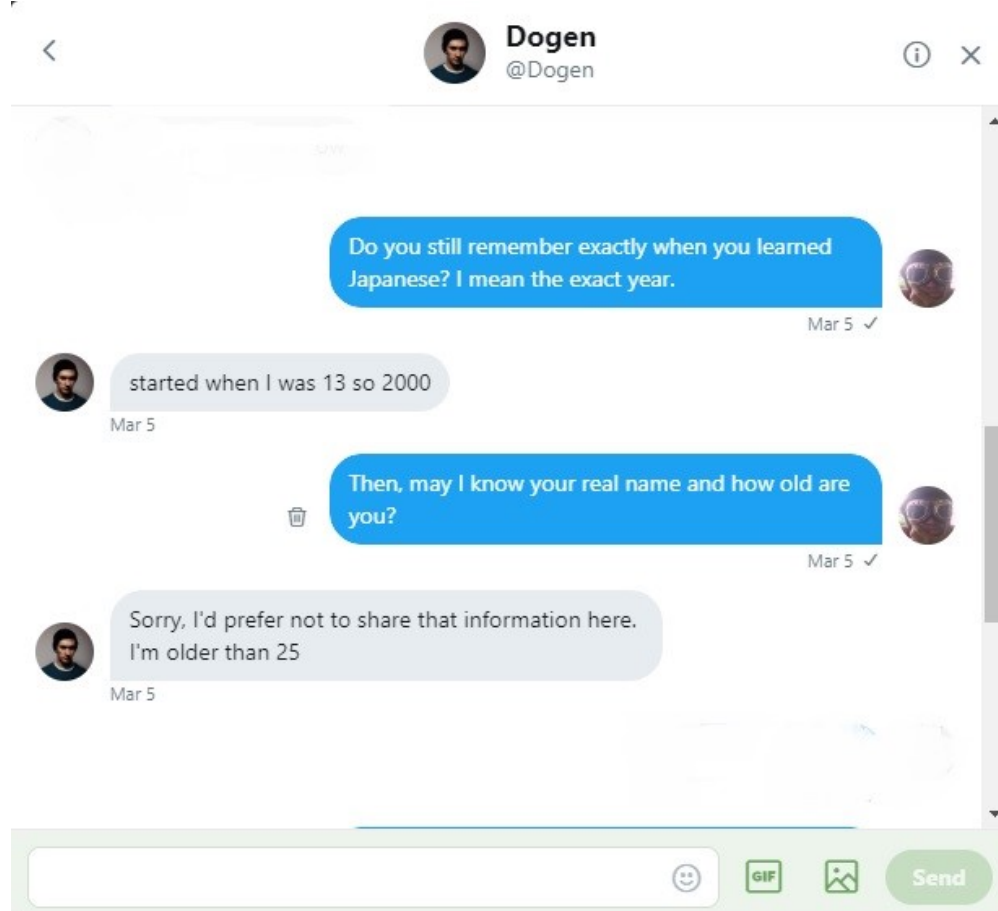 Dogen
@Dogen
Do you still remember exactly when you learned
Japanese? I mean the exact year.
Mar 5 ✓
started when I was 13 so 2000
Mar 5
Then, may I know your real name and how old are
you?
Mar 5 ✓
Sorry, I'd prefer not to share that information here.
I'm older than 25
Mar 5
GIF
Send